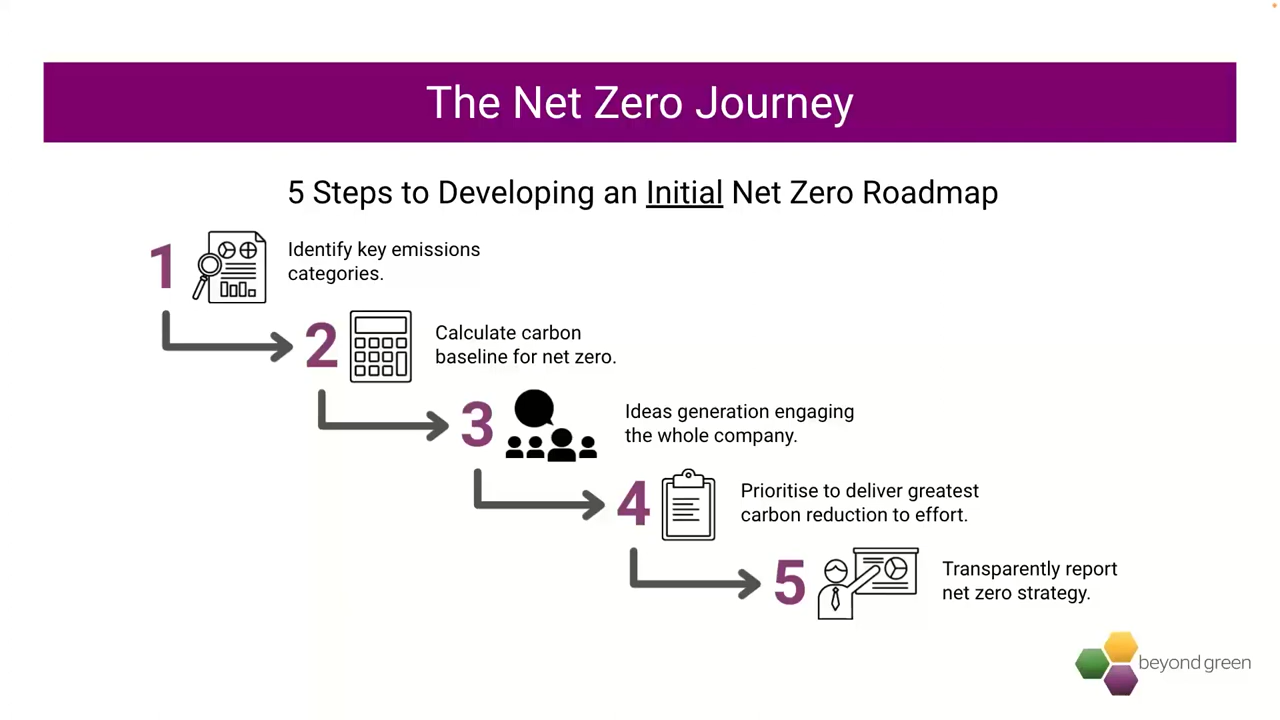 The Net Zero Journey
5 Steps to Developing an Initial Net Zero Roadmap
1
Identify key emissions
categories.
2
Calculate carbon
baseline for net zero.
3
Ideas generation engaging
the whole company.
4
Prioritise to deliver greatest
carbon reduction to effort.
5
Transparently report
net zero strategy.
beyond green